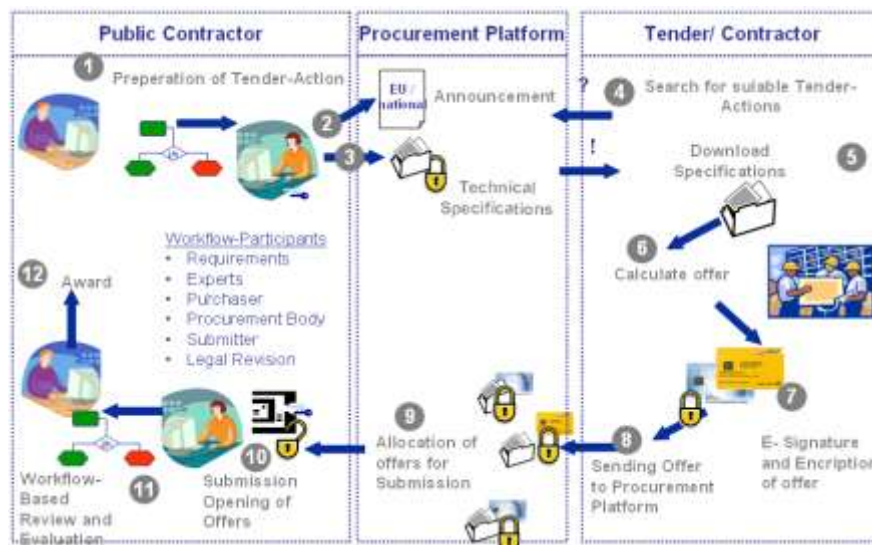 Public Contractor
Procurement Platform
Tender/ Contractor
1
Preperation of Tender-Action
2
3
EU /
national
Announcement
Technical
Specifications
?
4
Search for suiable Tender-
Actions
!
Download
Specifications
5
6
Calculate offer
7
E- Signature
and Encription
of offer
8
Sending Offer
to Procurement
Platform
9
Allocation of
offers for
Submission
10
Submission
Opening of
Offers
11
Workflow-
Based
Review and
Evaluation
12
Award
Workflow-Participants
• Requirements
• Experts
• Purchaser
• Procurement Body
• Submitter
• Legal Revision